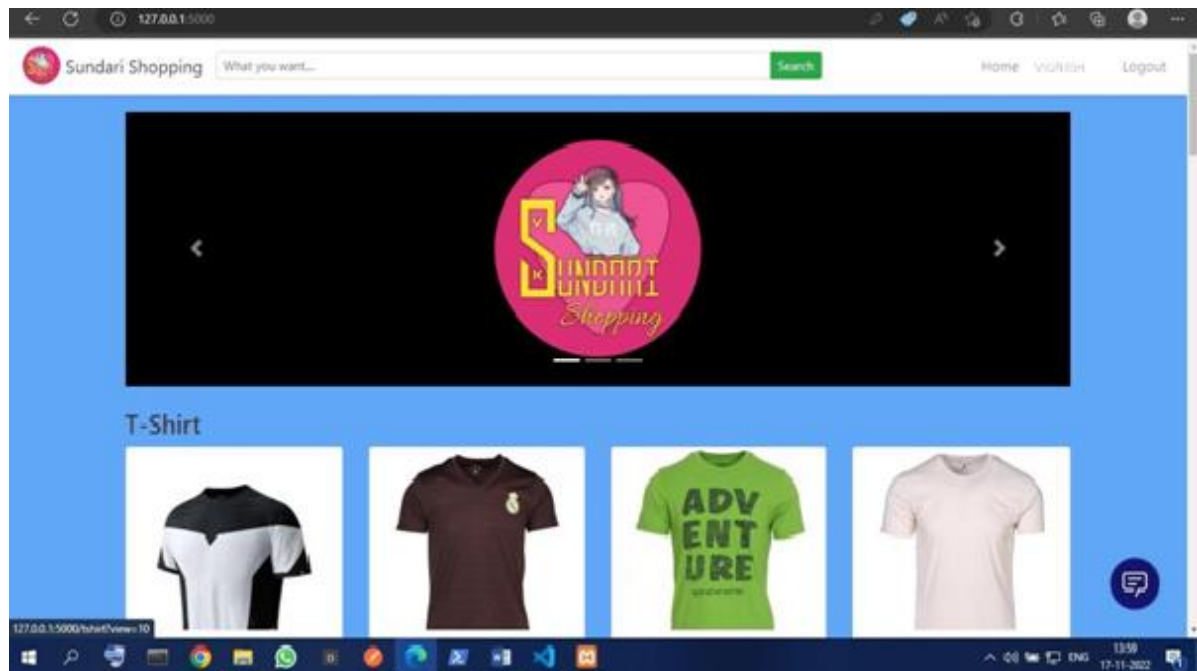 127.0.0.1:5000
Sundari Shopping
What you want...
Search
Home
Logout
SUNDARI
Shopping
T-Shirt
ADV
ENT
URE
127.0.0.1:5000/tshirt?view=10
ENG
13:59
17-11-2022